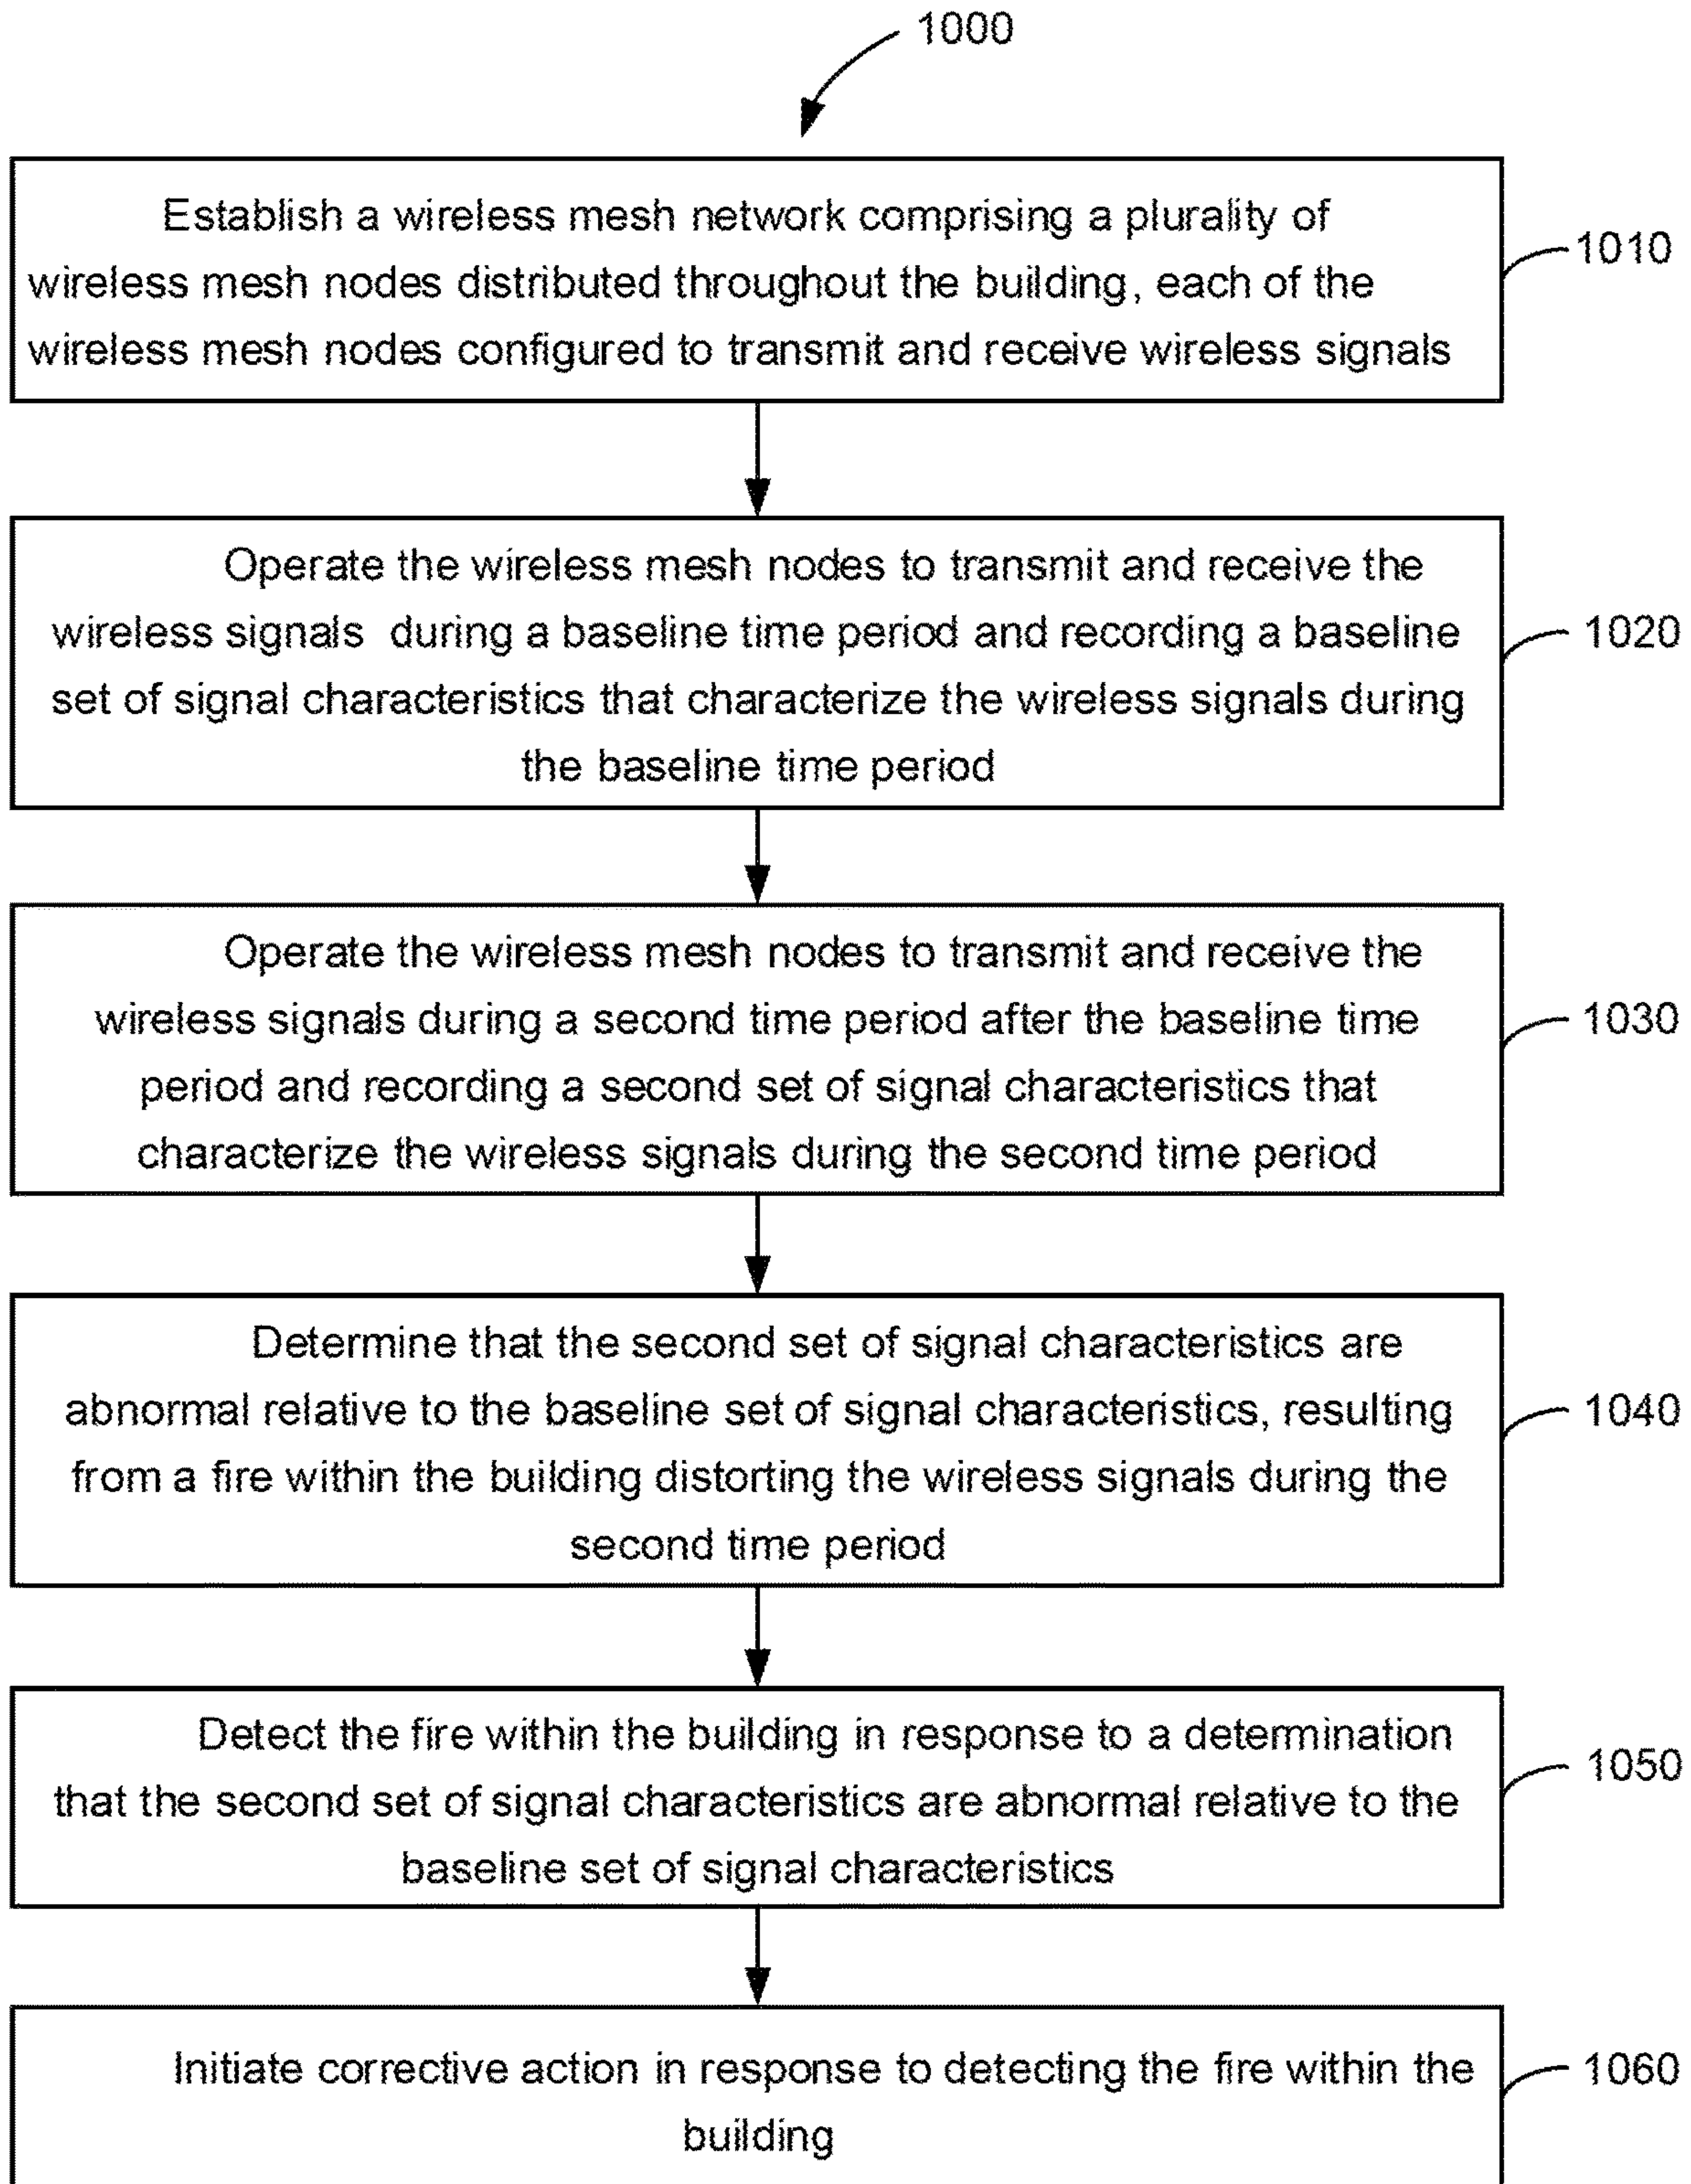 1000
Establish a wireless mesh network comprising a plurality of
wireless mesh nodes distributed throughout the building, each of the
wireless mesh nodes configured to transmit and receive wireless signals
1010
Operate the wireless mesh nodes to transmit and receive the
wireless signals during a baseline time period and recording a baseline
set of signal characteristics that characterize the wireless signals during
the baseline time period
1020
Operate the wireless mesh nodes to transmit and receive the
wireless signals during a second time period after the baseline time
period and recording a second set of signal characteristics that
characterize the wireless signals during the second time period
1030
Determine that the second set of signal characteristics are
abnormal relative to the baseline set of signal characteristics, resulting
from a fire within the building distorting the wireless signals during the
second time period
1040
Detect the fire within the building in response to a determination
that the second set of signal characteristics are abnormal relative to the
baseline set of signal characteristics
1050
Initiate corrective action in response to detecting the fire within the
building
1060